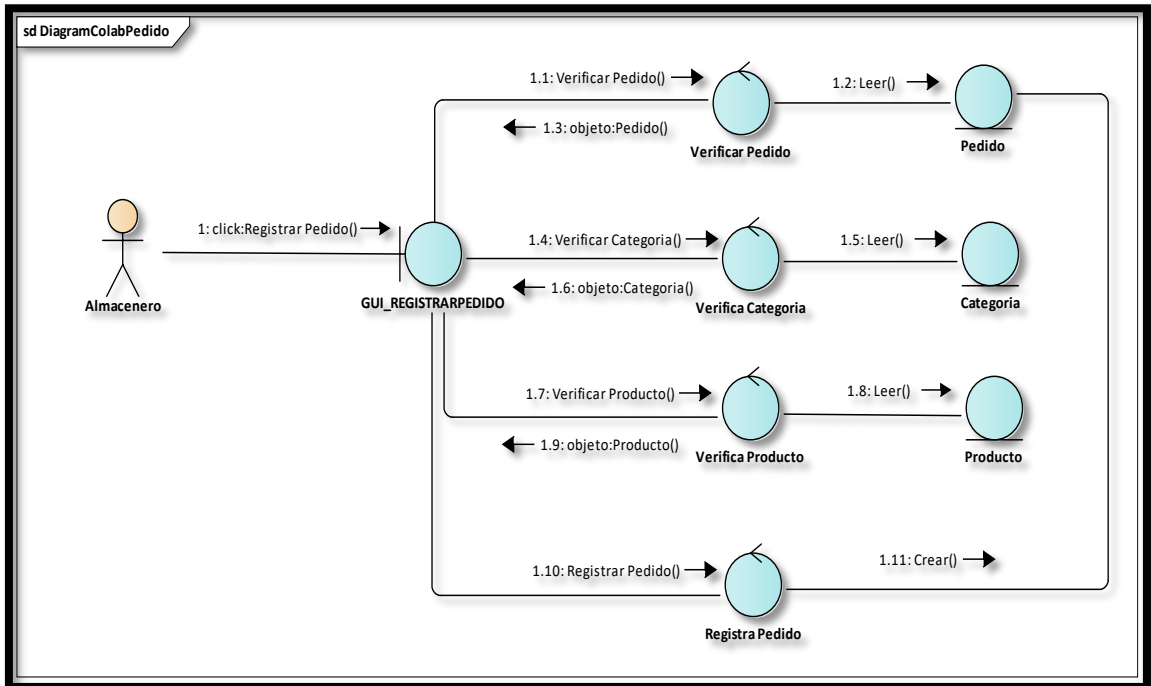 sd DiagramColabPedido
1.1: Verificar Pedido()
1.2: Leer()
1.3: objeto:Pedido()
Verificar Pedido
Pedido
1: click:Registrar Pedido()
1.4: Verificar Categoria()
1.5: Leer()
1.6: objeto:Categoria()
Almacenero
GUI_REGISTRARPEDIDO
Verifica Categoria
Categoria
1.7: Verificar Producto()
1.8: Leer()
1.9: objeto:Producto()
Verifica Producto
Producto
1.10: Registrar Pedido()
1.11: Crear()
Registra Pedido